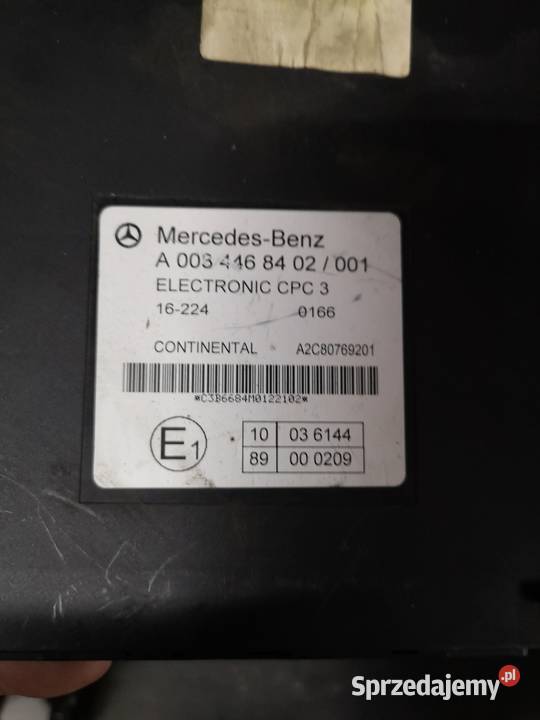 Mercedes-Benz
A 003 446 84 02 / 001
ELECTRONIC CPC 3
16-224 0166
CONTINENTAL A2C80769201
*C3B6684M0122102*
E1
10 03 6144
89 00 0209
Sprzedajemy.pl